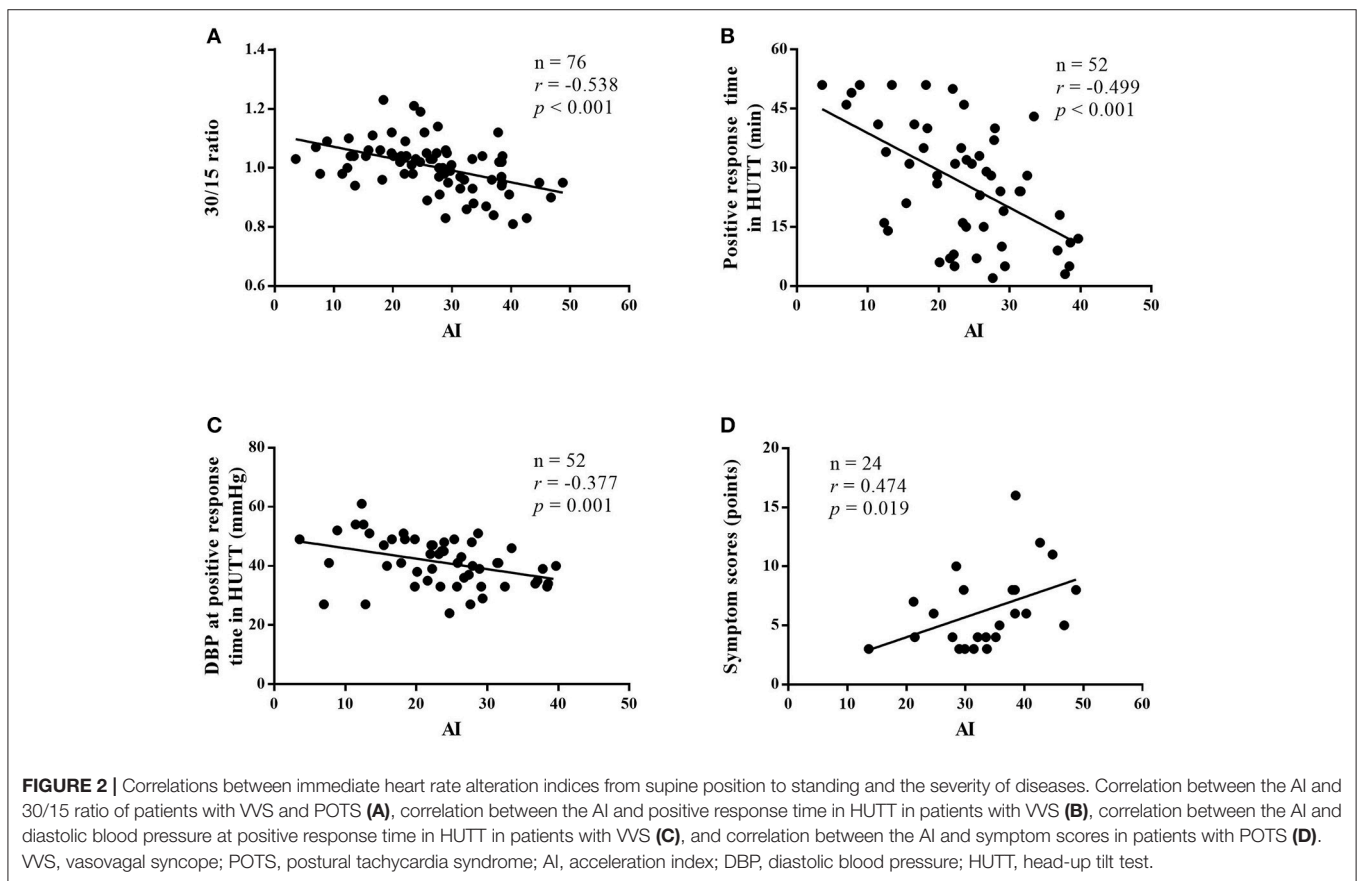 A
1.4
1.2
1.0
0.8
0.6
30/15 ratio
n = 76
r = -0.538
p < 0.001
0 10 20 30 40 50 60
AI
B
60
45
30
15
0
Positive response time
in HUTT (min)
n = 52
r = -0.499
p < 0.001
0 10 20 30 40 50
AI
C
80
60
40
20
0
DBP at positive response
time in HUTT (mmHg)
n = 52
r = -0.377
p = 0.001
0 10 20 30 40 50
AI
D
20
15
10
5
0
Symptom scores (points)
n = 24
r = 0.474
p = 0.019
0 10 20 30 40 50 60
AI
FIGURE 2 | Correlations between immediate heart rate alteration indices from supine position to standing and the severity of diseases. Correlation between the AI and
30/15 ratio of patients with VVS and POTS (A), correlation between the AI and positive response time in HUTT in patients with VVS (B), correlation between the AI and
diastolic blood pressure at positive response time in HUTT in patients with VVS (C), and correlation between the AI and symptom scores in patients with POTS (D).
VVS, vasovagal syncope; POTS, postural tachycardia syndrome; AI, acceleration index; DBP, diastolic blood pressure; HUTT, head-up tilt test.